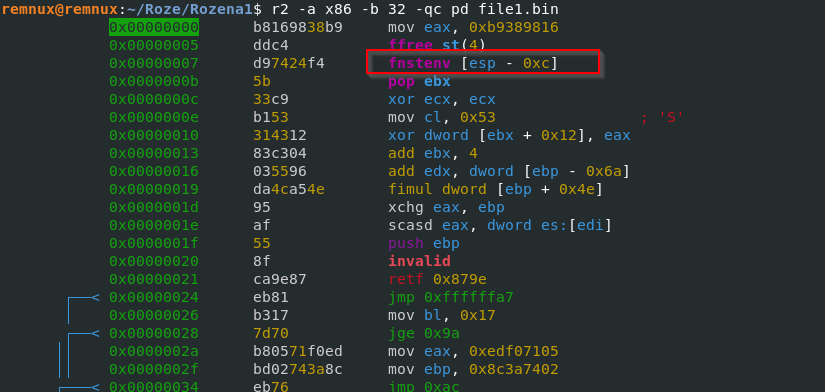 remnux@remnux:~/Roze/Rozena1$ r2 -a x86 -b 32 -qc pd file1.bin
0x00000000 b8169838b9 mov eax, 0xb9389816
0x00000005 ddc4 ffree st(4)
0x00000007 d97424f4 fnstenv [esp - 0xc]
0x0000000b 5b pop ebx
0x0000000c 33c9 xor ecx, ecx
0x0000000e b153 mov cl, 0x53 ; 'S'
0x00000010 314312 xor dword [ebx + 0x12], eax
0x00000013 83c304 add ebx, 4
0x00000016 035596 add edx, dword [ebp - 0x6a]
0x00000019 da4ca54e fimul dword [ebp + 0x4e]
0x0000001d 95 xchg eax, ebp
0x0000001e af scasd eax, dword es:[edi]
0x0000001f 55 push ebp
0x00000020 8f invalid
0x00000021 ca9e87 retf 0x879e
0x00000024 eb81 jmp 0xffffffa7
0x00000026 b317 mov bl, 0x17
0x00000028 7d70 jge 0x9a
0x0000002a b80571f0ed mov eax, 0xedf07105
0x0000002f bd02743a8c mov ebp, 0x8c3a7402
0x00000034 eb76 jmp 0xac